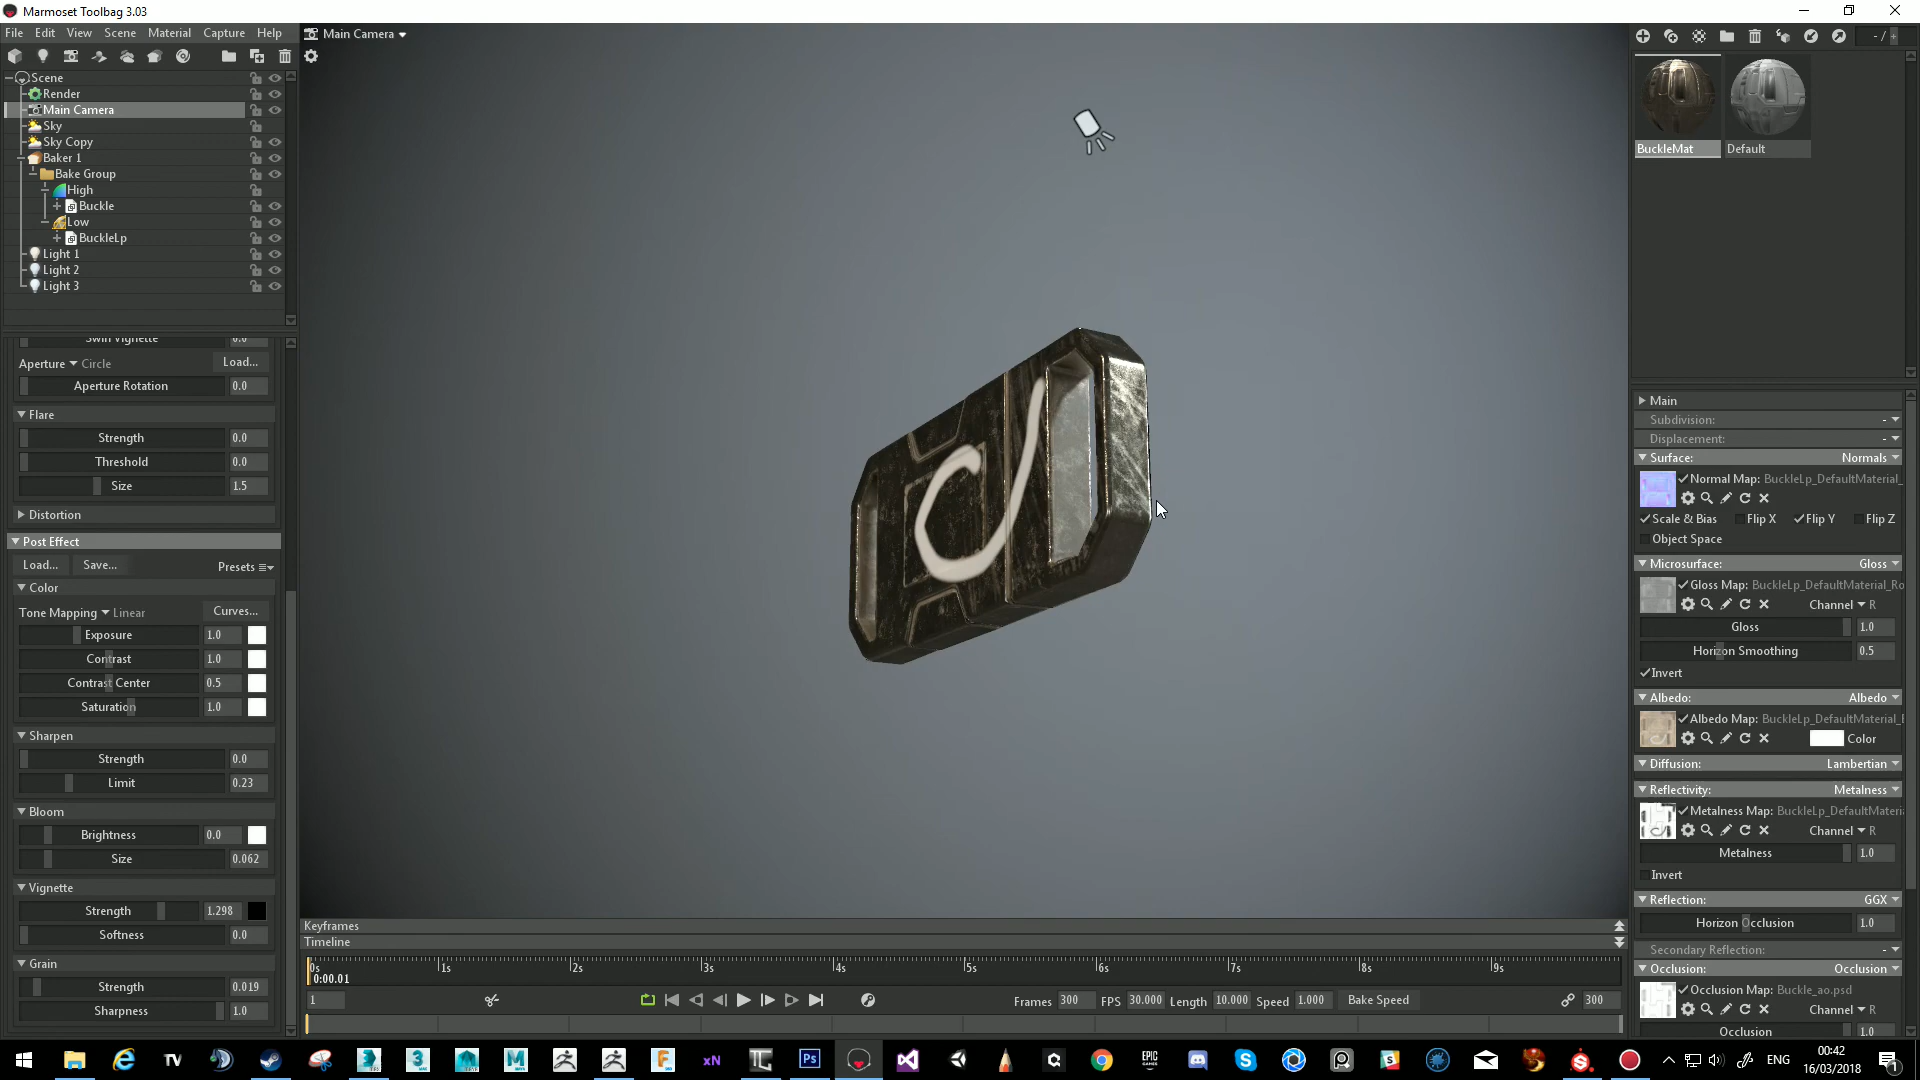 Marmoset Toolbag 3.03
File Edit View Scene Material Capture Help
Main Camera
- / +
Scene
Render
Main Camera
Sky
Sky Copy
Baker 1
Bake Group
High
Buckle
Low
BuckleLp
Light 1
Light 2
Light 3
BuckleMat Default
Swirl Vignette 0.0
Aperture Circle Load...
Aperture Rotation 0.0
Flare
Strength 0.0
Threshold 0.0
Size 1.5
Distortion
Post Effect
Load... Save... Presets
Color
Tone Mapping Linear Curves...
Exposure 1.0
Contrast 1.0
Contrast Center 0.5
Saturation 1.0
Sharpen
Strength 0.0
Limit 0.23
Bloom
Brightness 0.0
Size 0.062
Vignette
Strength 1.298
Softness 0.0
Grain
Strength 0.019
Sharpness 1.0
Main
Subdivision: -
Displacement: -
Surface: Normals
Normal Map: BuckleLp_DefaultMaterial_
Scale & Bias Flip X Flip Y Flip Z
Object Space
Microsurface: Gloss
Gloss Map: BuckleLp_DefaultMaterial_Ro
Channel R
Gloss 1.0
Horizon Smoothing 0.5
Invert
Albedo: Albedo
Albedo Map: BuckleLp_DefaultMaterial_B
Color
Diffusion: Lambertian
Reflectivity: Metalness
Metalness Map: BuckleLp_DefaultMateria
Channel R
Metalness 1.0
Invert
Reflection: GGX
Horizon Occlusion 1.0
Secondary Reflection: -
Occlusion: Occlusion
Occlusion Map: Buckle_ao.psd
Channel R
Occlusion 1.0
Keyframes
Timeline
0s 1s 2s 3s 4s 5s 6s 7s 8s 9s
0:00.01
1
Frames 300 FPS 30.000 Length 10.000 Speed 1.000 Bake Speed 300
ENG
00:42
16/03/2018